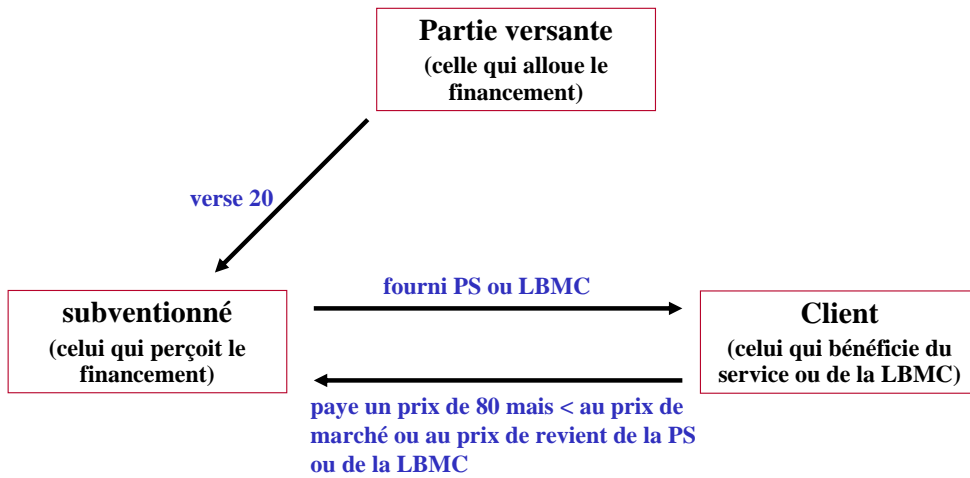 Partie versante
(celle qui alloue le
financement)
verse 20
fourni PS ou LBMC
subventionné
(celui qui perçoit le
financement)
Client
(celui qui bénéficie du
service ou de la LBMC)
paye un prix de 80 mais < au prix de
marché ou au prix de revient de la PS
ou de la LBMC